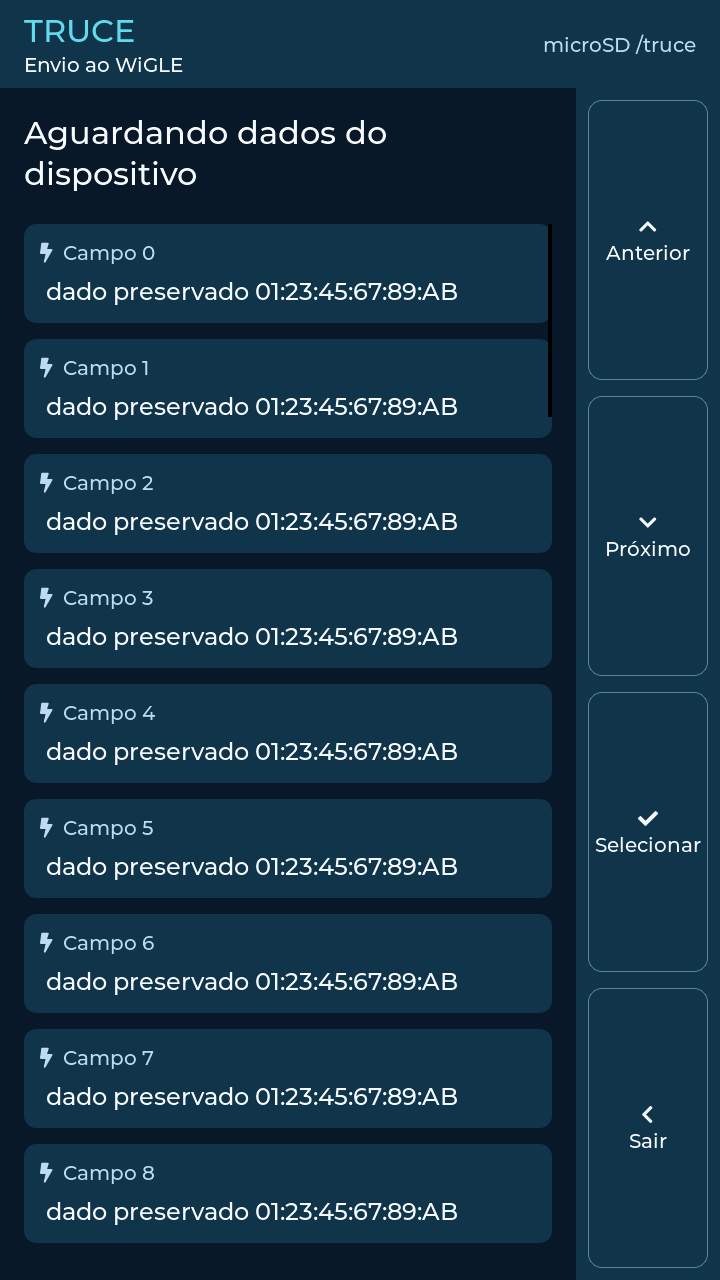 TRUCE
Envio ao WiGLE
microSD /truce
Aguardando dados do
dispositivo
Campo 0
dado preservado 01:23:45:67:89:AB
Campo 1
dado preservado 01:23:45:67:89:AB
Campo 2
dado preservado 01:23:45:67:89:AB
Campo 3
dado preservado 01:23:45:67:89:AB
Campo 4
dado preservado 01:23:45:67:89:AB
Campo 5
dado preservado 01:23:45:67:89:AB
Campo 6
dado preservado 01:23:45:67:89:AB
Campo 7
dado preservado 01:23:45:67:89:AB
Campo 8
dado preservado 01:23:45:67:89:AB
Anterior
Próximo
Selecionar
Sair